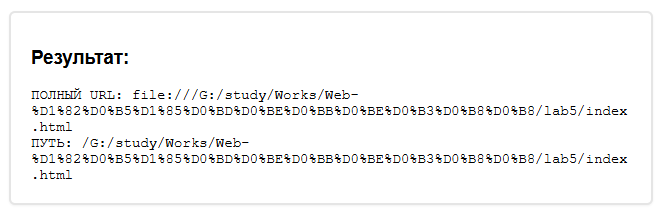 Результат:
ПОЛНЫЙ URL: file:///G:/study/Works/Web-
%D1%82%D0%B5%D1%85%D0%BD%D0%BE%D0%BB%D0%BE%D0%B3%D0%B8%D0%B8/lab5/index
.html
ПУТЬ: /G:/study/Works/Web-
%D1%82%D0%B5%D1%85%D0%BD%D0%BE%D0%BB%D0%BE%D0%B3%D0%B8%D0%B8/lab5/index
.html